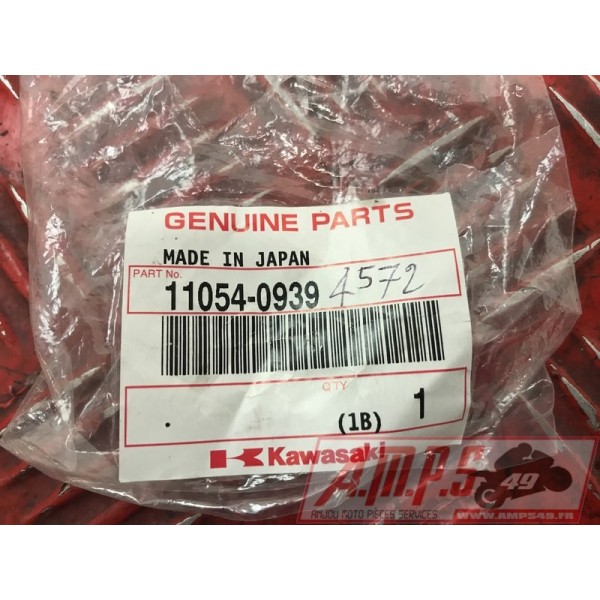 GENUINE PARTS
MADE IN JAPAN
PART No.
11054-0939 4572
QTY
(1B) 1
Kawasaki
A.M.P.S 49
ANJOU MOTO PIECES SERVICES
WWW.AMPS49.FR